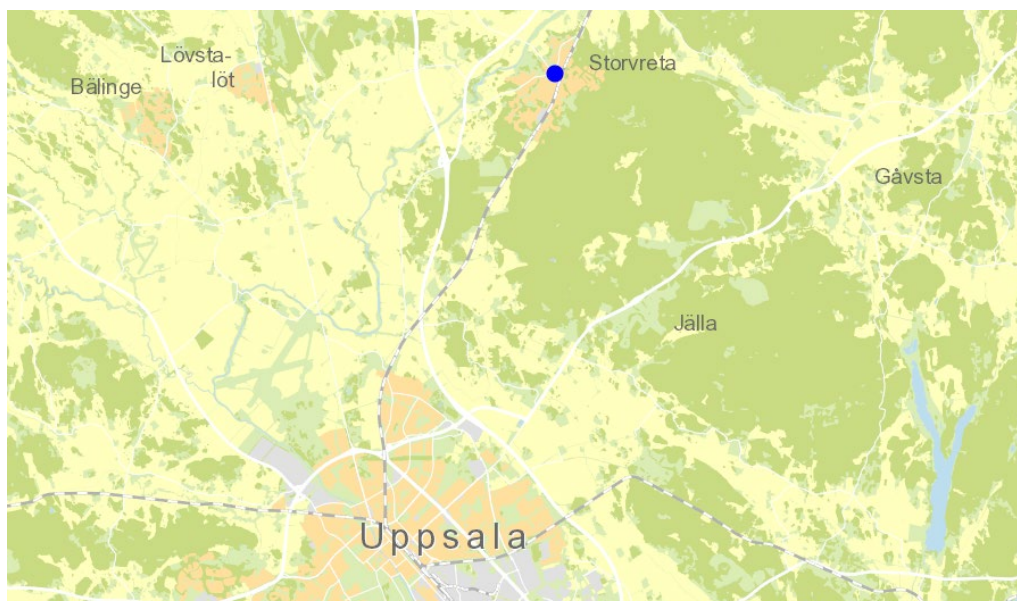 Lövsta-
löt
Storvreta
Bälinge
Gåvsta
Jälla
Uppsala